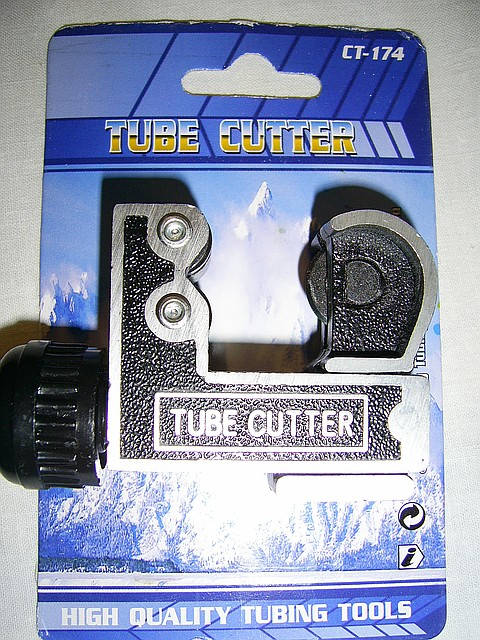 CT-174
TUBE CUTTER
TUBE CUTTER
i
HIGH QUALITY TUBING TOOLS